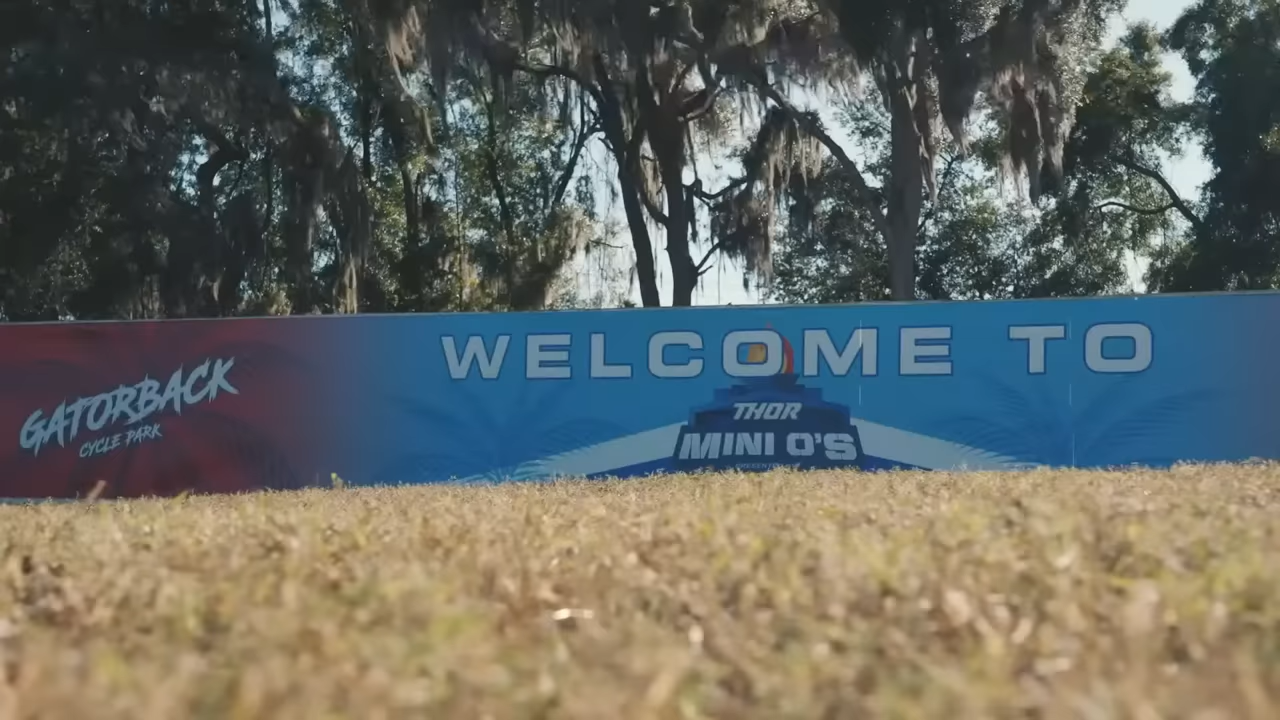 GATORBACK
CYCLE PARK
WELCOME TO
THOR
MINI O'S